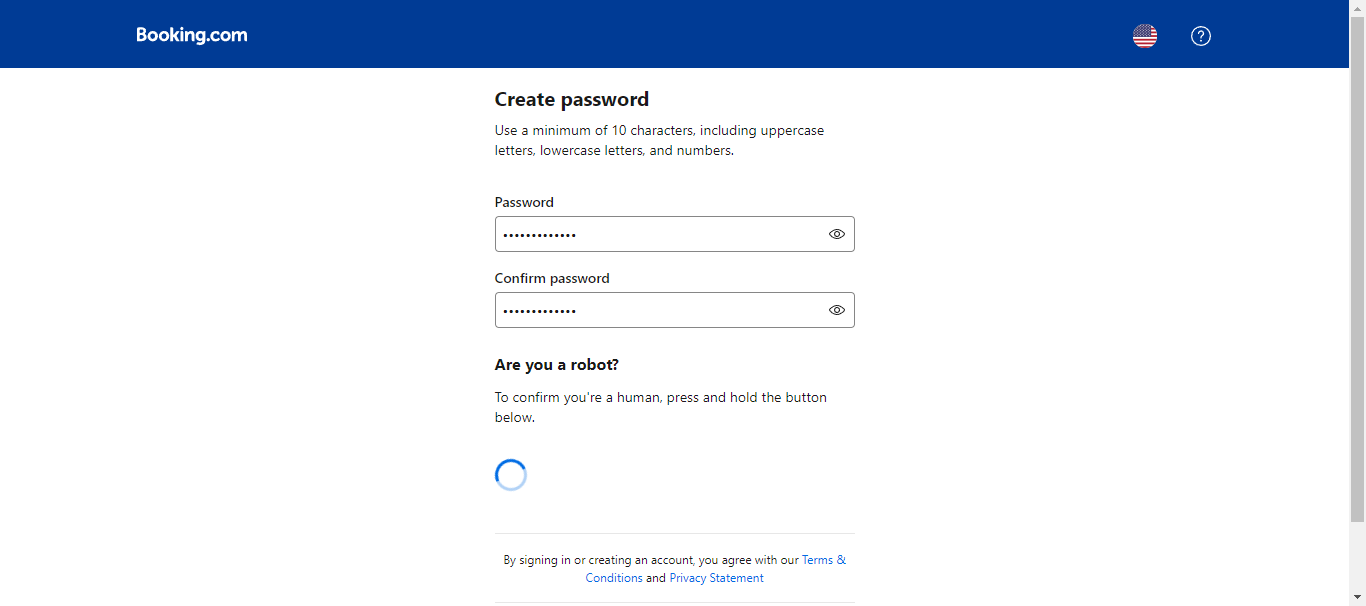 Booking.com
Create password
Use a minimum of 10 characters, including uppercase
letters, lowercase letters, and numbers.
Password
•••••••••••••
Confirm password
•••••••••••••
Are you a robot?
To confirm you're a human, press and hold the button
below.
By signing in or creating an account, you agree with our Terms &
Conditions and Privacy Statement